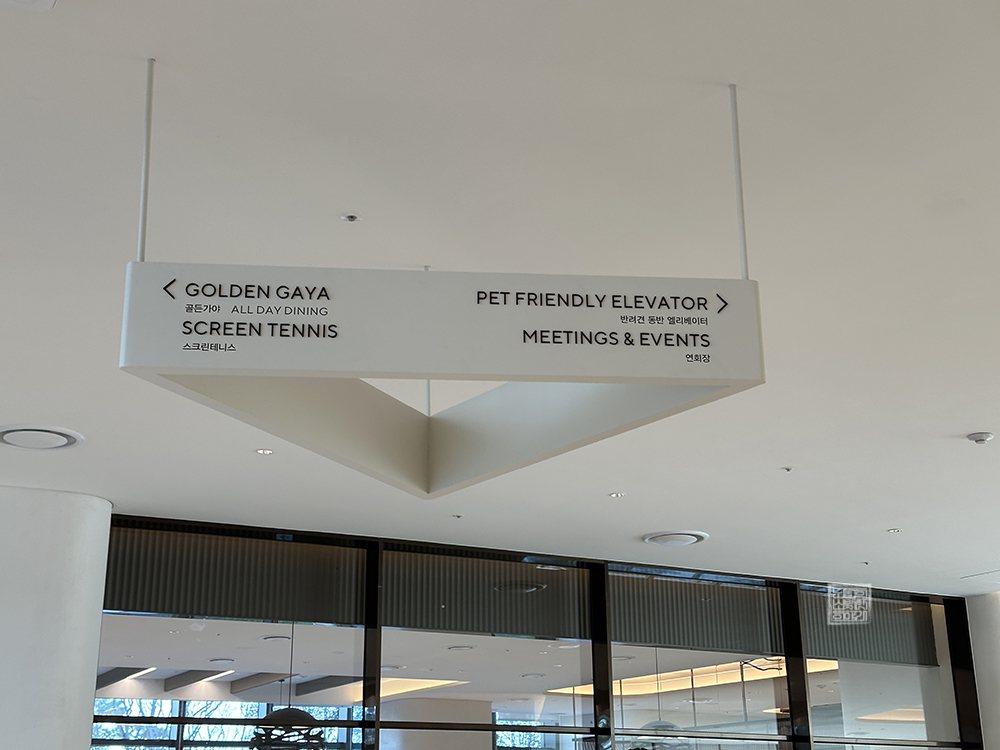 < GOLDEN GAYA
골든가야 ALL DAY DINING
SCREEN TENNIS
스크린테니스
PET FRIENDLY ELEVATOR >
반려견 동반 엘리베이터
MEETINGS & EVENTS
연회장